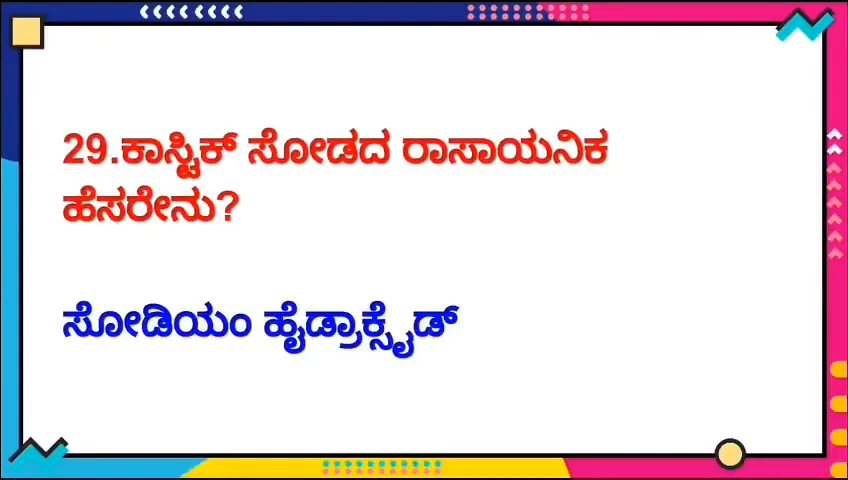 29.ಕಾಸ್ಟಿಕ್ ಸೋಡದ ರಾಸಾಯನಿಕ
ಹೆಸರೇನು?
ಸೋಡಿಯಂ ಹೈಡ್ರಾಕ್ಸೈಡ್